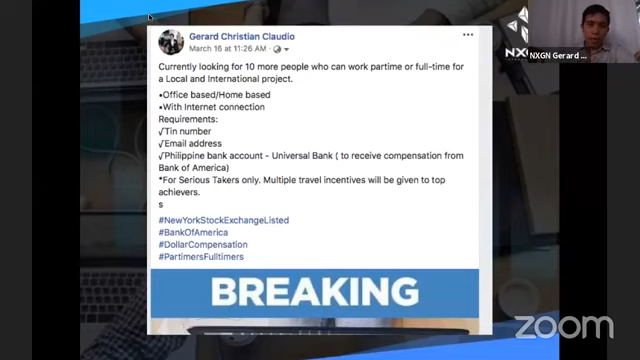 Gerard Christian Claudio
March 16 at 11:26 AM
Currently looking for 10 more people who can work partime or full-time for
a Local and International project.
•Office based/Home based
•With Internet connection
Requirements:
√Tin number
√Email address
√Philippine bank account - Universal Bank ( to receive compensation from
Bank of America)
*For Serious Takers only. Multiple travel incentives will be given to top
achievers.
s
#NewYorkStockExchangeListed
#BankOfAmerica
#DollarCompensation
#PartimersFulltimers
BREAKING
NXGN Gerard ...
zoom